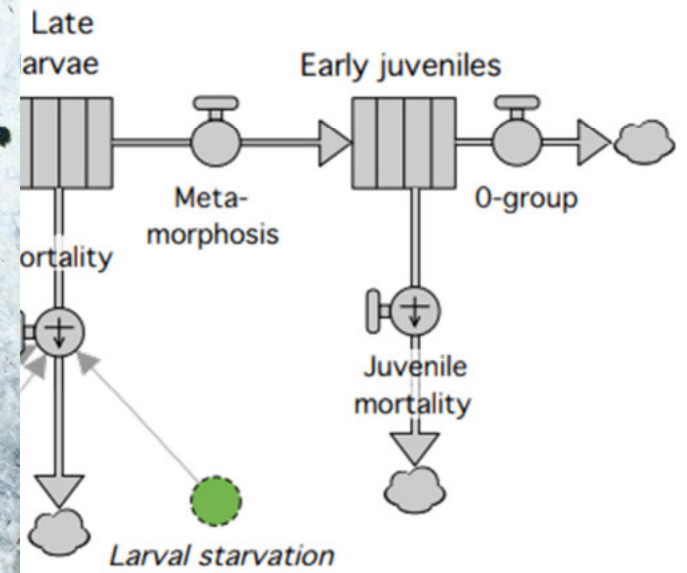 Late
arvae
Early juveniles
Meta-
morphosis
0-group
ortality
Juvenile
mortality
Larval starvation